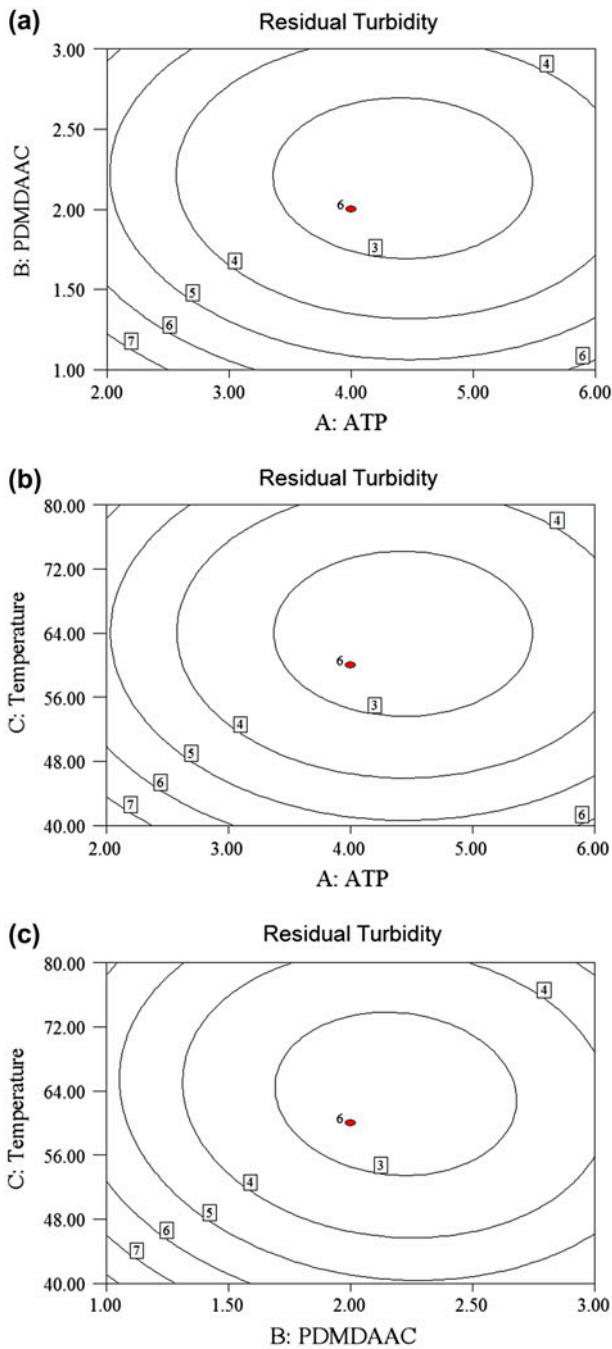 (a)
Residual Turbidity
3.00
2.50
2.00
1.50
1.00
B: PDMDAAC
4
6
3
4
5
6
7
6
2.00 3.00 4.00 5.00 6.00
A: ATP
(b)
Residual Turbidity
80.00
72.00
64.00
56.00
48.00
40.00
C: Temperature
4
6
3
4
5
6
7
6
2.00 3.00 4.00 5.00 6.00
A: ATP
(c)
Residual Turbidity
80.00
72.00
64.00
56.00
48.00
40.00
C: Temperature
4
6
3
4
5
6
7
1.00 1.50 2.00 2.50 3.00
B: PDMDAAC